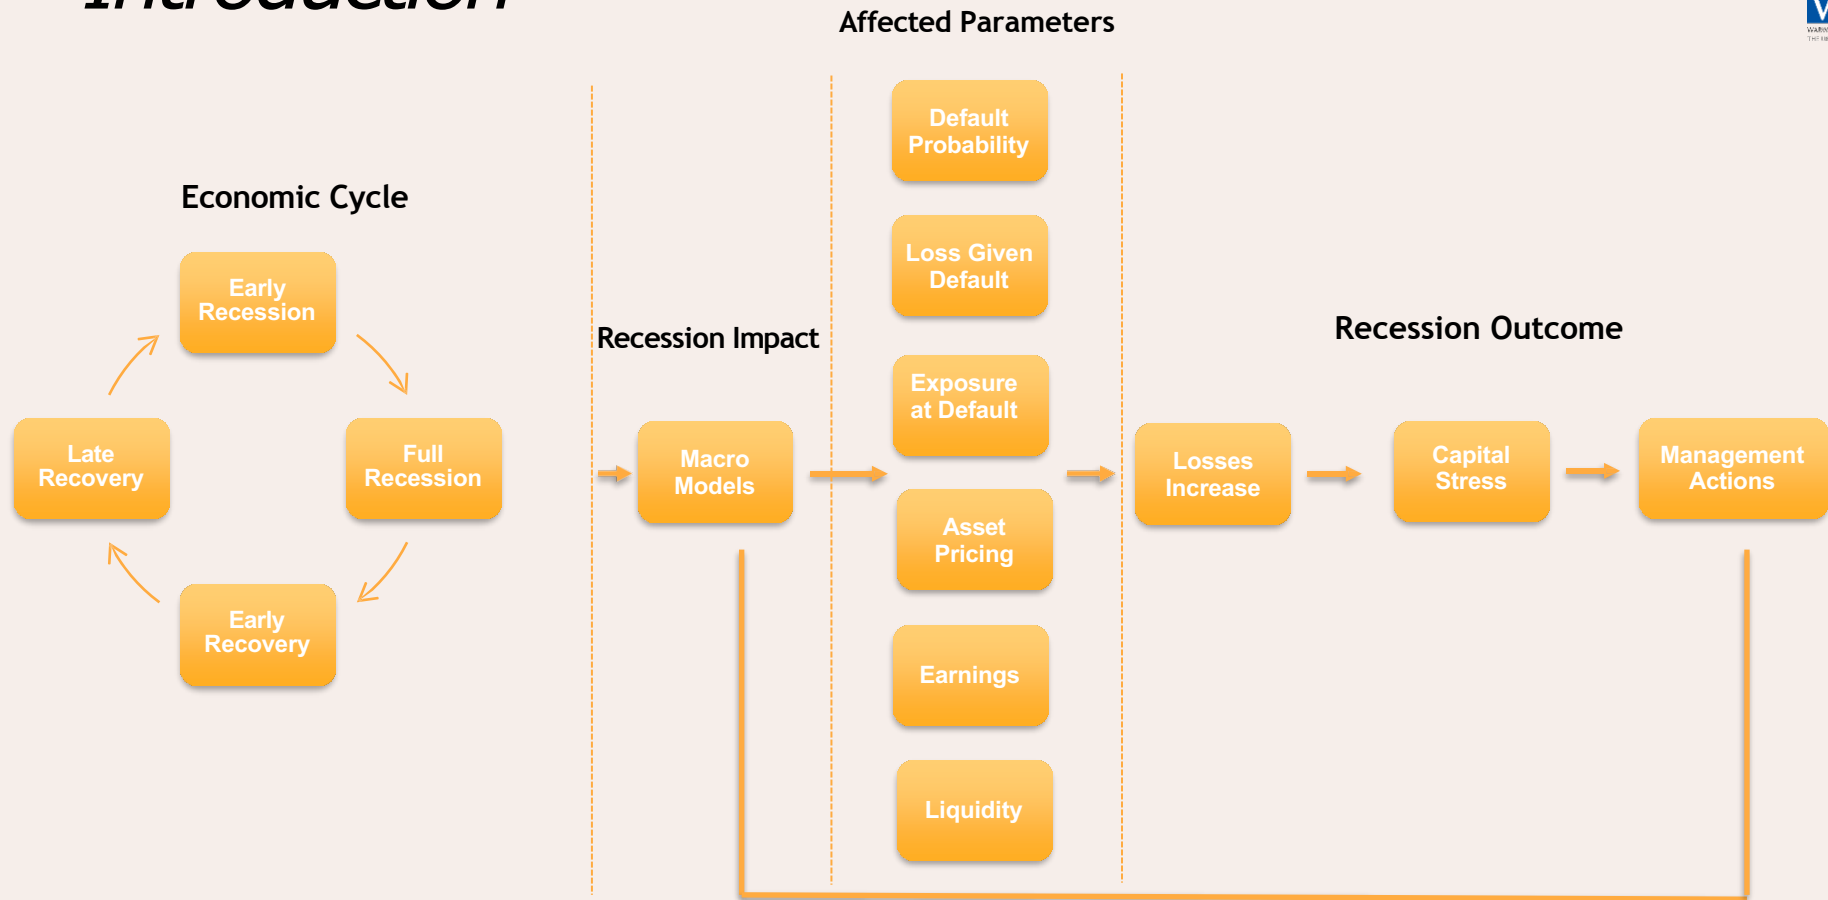 Introduction
Affected Parameters
Economic Cycle
Early
Recession
Late
Recovery
Full
Recession
Early
Recovery
Recession Impact
Macro
Models
Default
Probability
Loss Given
Default
Exposure
at Default
Asset
Pricing
Earnings
Liquidity
Recession Outcome
Losses
Increase
Capital
Stress
Management
Actions